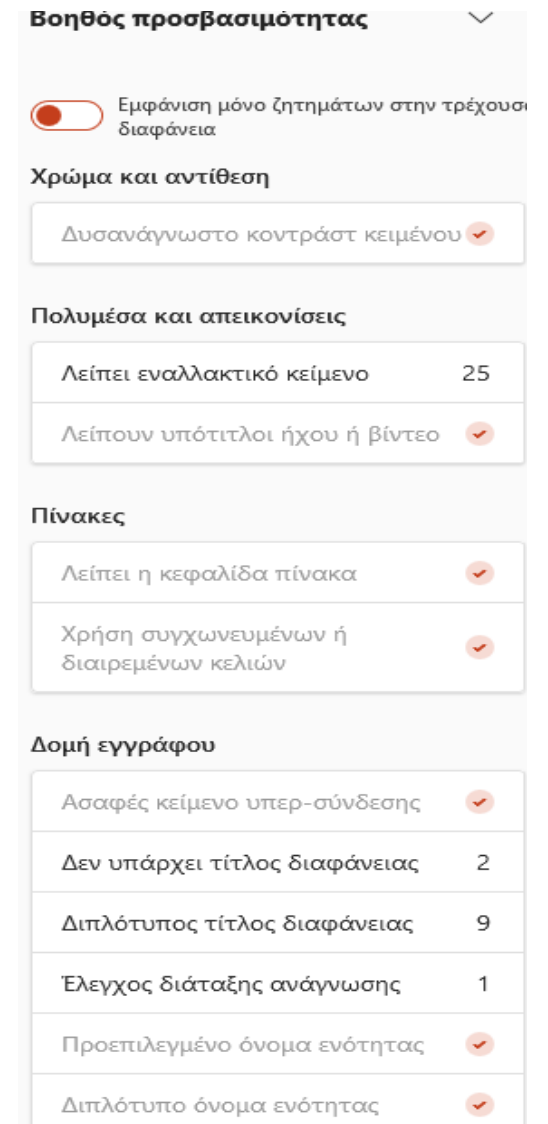 Βοηθός προσβασιμότητας
Εμφάνιση μόνο ζητημάτων στην
διαφάνεια
Χρώμα και αντίθεση
Δυσανάγνωστο κοντράστ κειμένου
Πολυμέσα και απεικονίσεις
Λείπει εναλλακτικό κείμενο 25
Λείπουν υπότιτλοι ήχου ή βίντεο
Πίνακες
Λείπει η κεφαλίδα πίνακα
Χρήση συγχωνευμένων ή
διαιρεμένων κελιών
Δομή εγγράφου
Ασαφές κείμενο υπερ-σύνδεσης
Δεν υπάρχει τίτλος διαφάνειας 2
Διπλότυπος τίτλος διαφάνειας 9
Έλεγχος διάταξης ανάγνωσης 1
Προεπιλεγμένο όνομα ενότητας
Διπλότυπο όνομα ενότητας